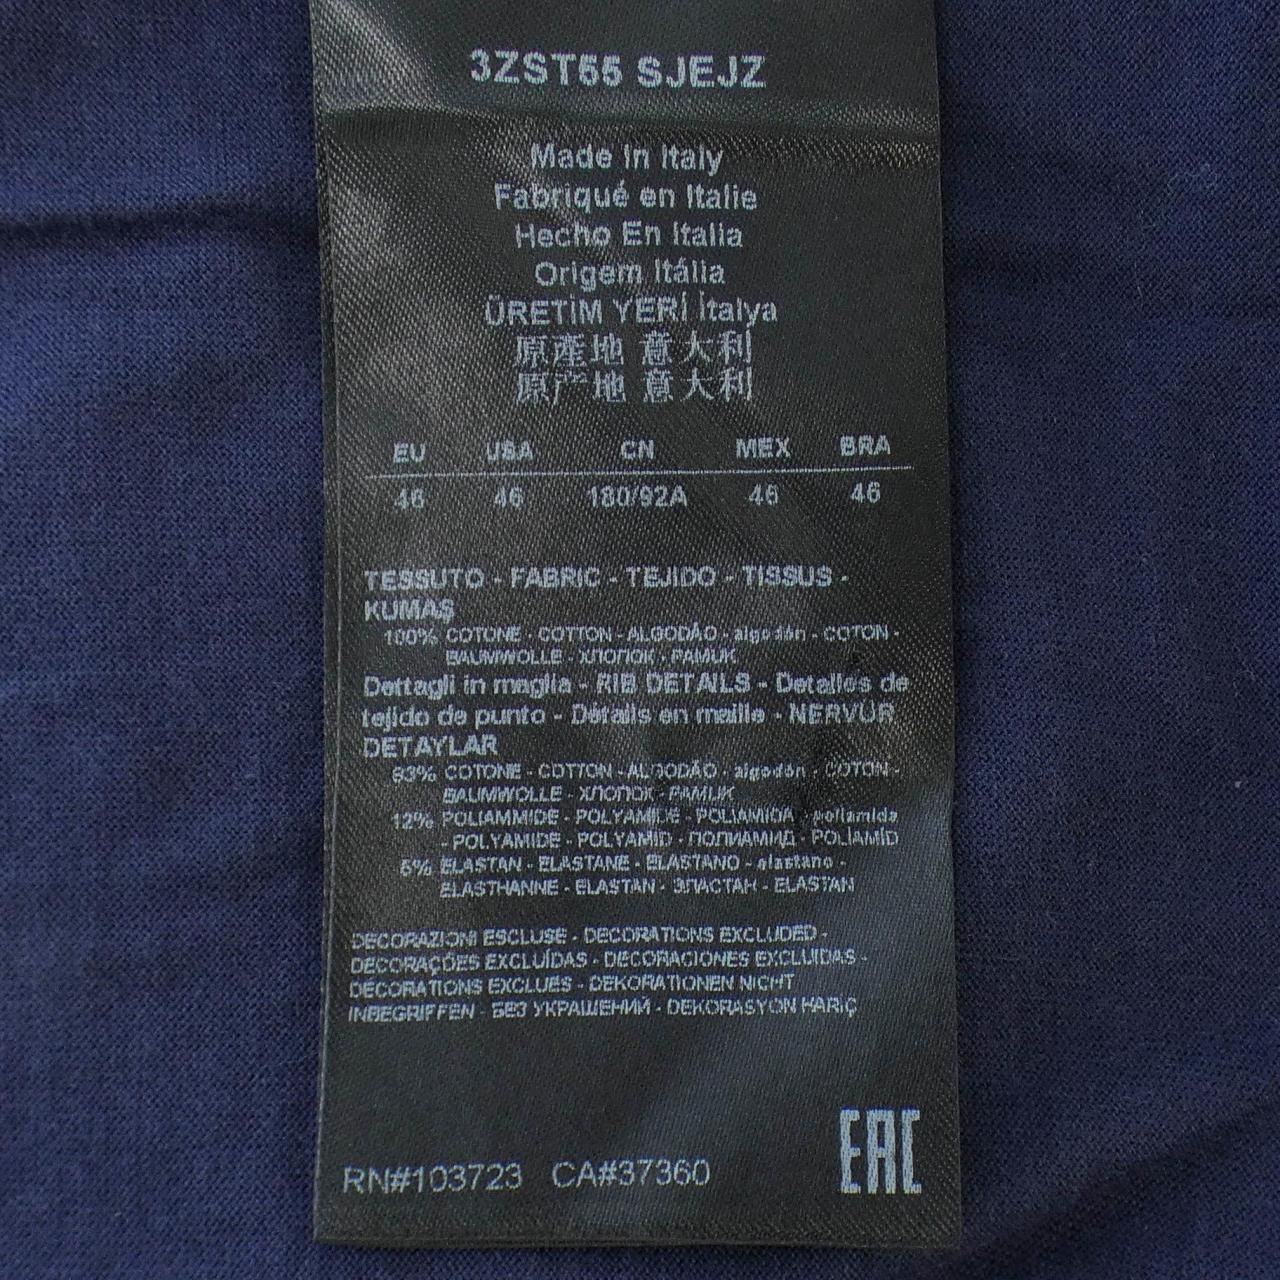 3ZST55 SJEJZ
Made in Italy
Fabriqué en Italie
Hecho En Italia
Origem Itália
ÜRETİM YERİ İtalya
原產地 意大利
原产地 意大利
EU USA CN MEX BRA
46 46 180/92A 46 46
TESSUTO - FABRIC - TEJIDO - TISSUS -
KUMAŞ
100% COTONE - COTTON - ALGODÃO - algodón - COTON -
BAUMWOLLE - ХЛОПОК - PAMUK
Dettagli in maglia - RIB DETAILS - Detalles de
tejido de punto - Détails en maille - NERVÜR
DETAYLAR
83% COTONE - COTTON - ALGODÃO - algodón - COTON -
BAUMWOLLE - ХЛОПОК - PAMUK
12% POLIAMMIDE - POLYAMIDE - POLIAMIDA - poliamida
- POLYAMIDE - POLYAMID - ПОЛИАМИД - POLİAMİD
5% ELASTAN - ELASTANE - ELASTANO - elastano -
ELASTHANNE - ELASTAN - ЭЛАСТАН - ELASTAN
DECORAZIONI ESCLUSE - DECORATIONS EXCLUDED -
DECORAÇÕES EXCLUÍDAS - DECORACIONES EXCLUIDAS -
DÉCORATIONS EXCLUES - DEKORATIONEN NICHT
INBEGRIFFEN - БЕЗ УКРАШЕНИЙ - DEKORASYON HARİÇ
EAC
RN#103723 CA#37360